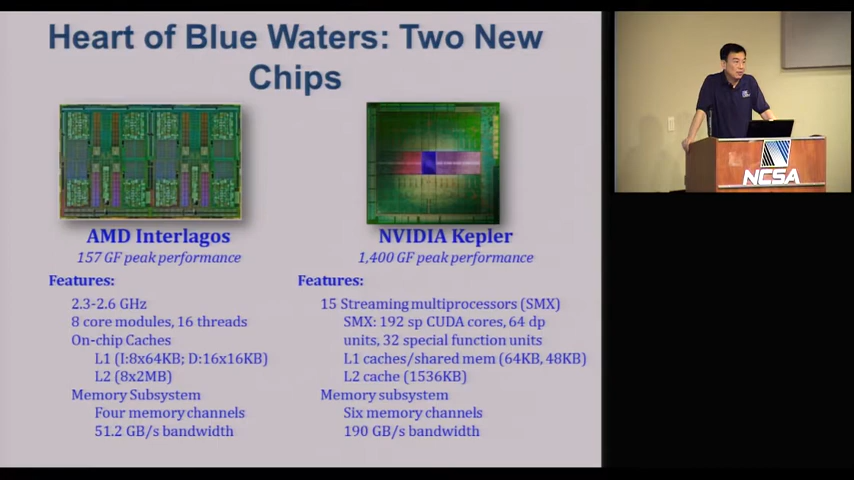 Heart of Blue Waters: Two New
Chips
AMD Interlagos
157 GF peak performance
Features:
2.3-2.6 GHz
8 core modules, 16 threads
On-chip Caches
L1 (I:8x64KB; D:16x16KB)
L2 (8x2MB)
Memory Subsystem
Four memory channels
51.2 GB/s bandwidth
NVIDIA Kepler
1,400 GF peak performance
Features:
15 Streaming multiprocessors (SMX)
SMX: 192 sp CUDA cores, 64 dp
units, 32 special function units
L1 caches/shared mem (64KB, 48KB)
L2 cache (1536KB)
Memory subsystem
Six memory channels
190 GB/s bandwidth
NCSA